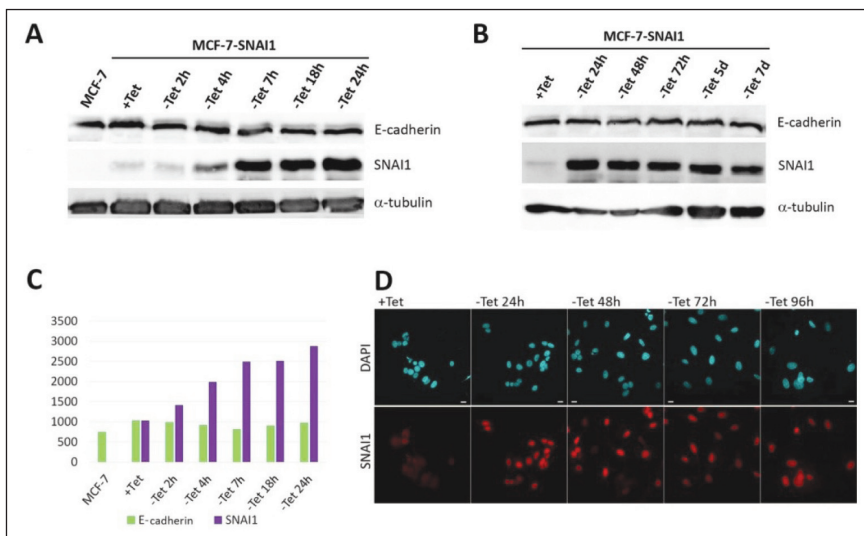 A
MCF-7-SNAI1
MCF-7
+Tet
-Tet 2h
-Tet 4h
-Tet 7h
-Tet 18h
-Tet 24h
E-cadherin
SNAI1
α-tubulin
B
MCF-7-SNAI1
+Tet
-Tet 24h
-Tet 48h
-Tet 72h
-Tet 5d
-Tet 7d
E-cadherin
SNAI1
α-tubulin
C
3500
3000
2500
2000
1500
1000
500
0
MCF-7
+Tet
-Tet 2h
-Tet 4h
-Tet 7h
-Tet 18h
-Tet 24h
E-cadherin SNAI1
D
+Tet -Tet 24h -Tet 48h -Tet 72h -Tet 96h
DAPI
SNAI1